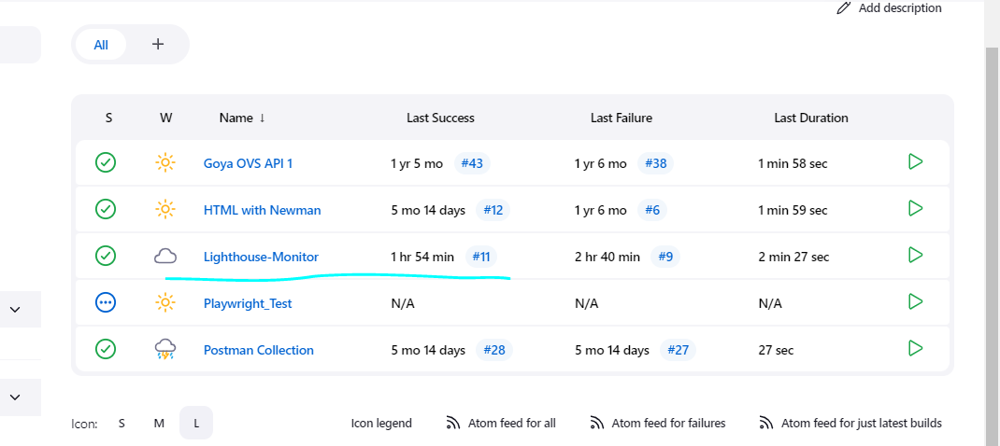 Add description
All +
S W Name ↓ Last Success Last Failure Last Duration
Goya OVS API 1 1 yr 5 mo #43 1 yr 6 mo #38 1 min 58 sec
HTML with Newman 5 mo 14 days #12 1 yr 6 mo #6 1 min 59 sec
Lighthouse-Monitor 1 hr 54 min #11 2 hr 40 min #9 2 min 27 sec
Playwright_Test N/A N/A N/A
Postman Collection 5 mo 14 days #28 5 mo 14 days #27 27 sec
Icon: S M L Icon legend Atom feed for all Atom feed for failures Atom feed for just latest builds